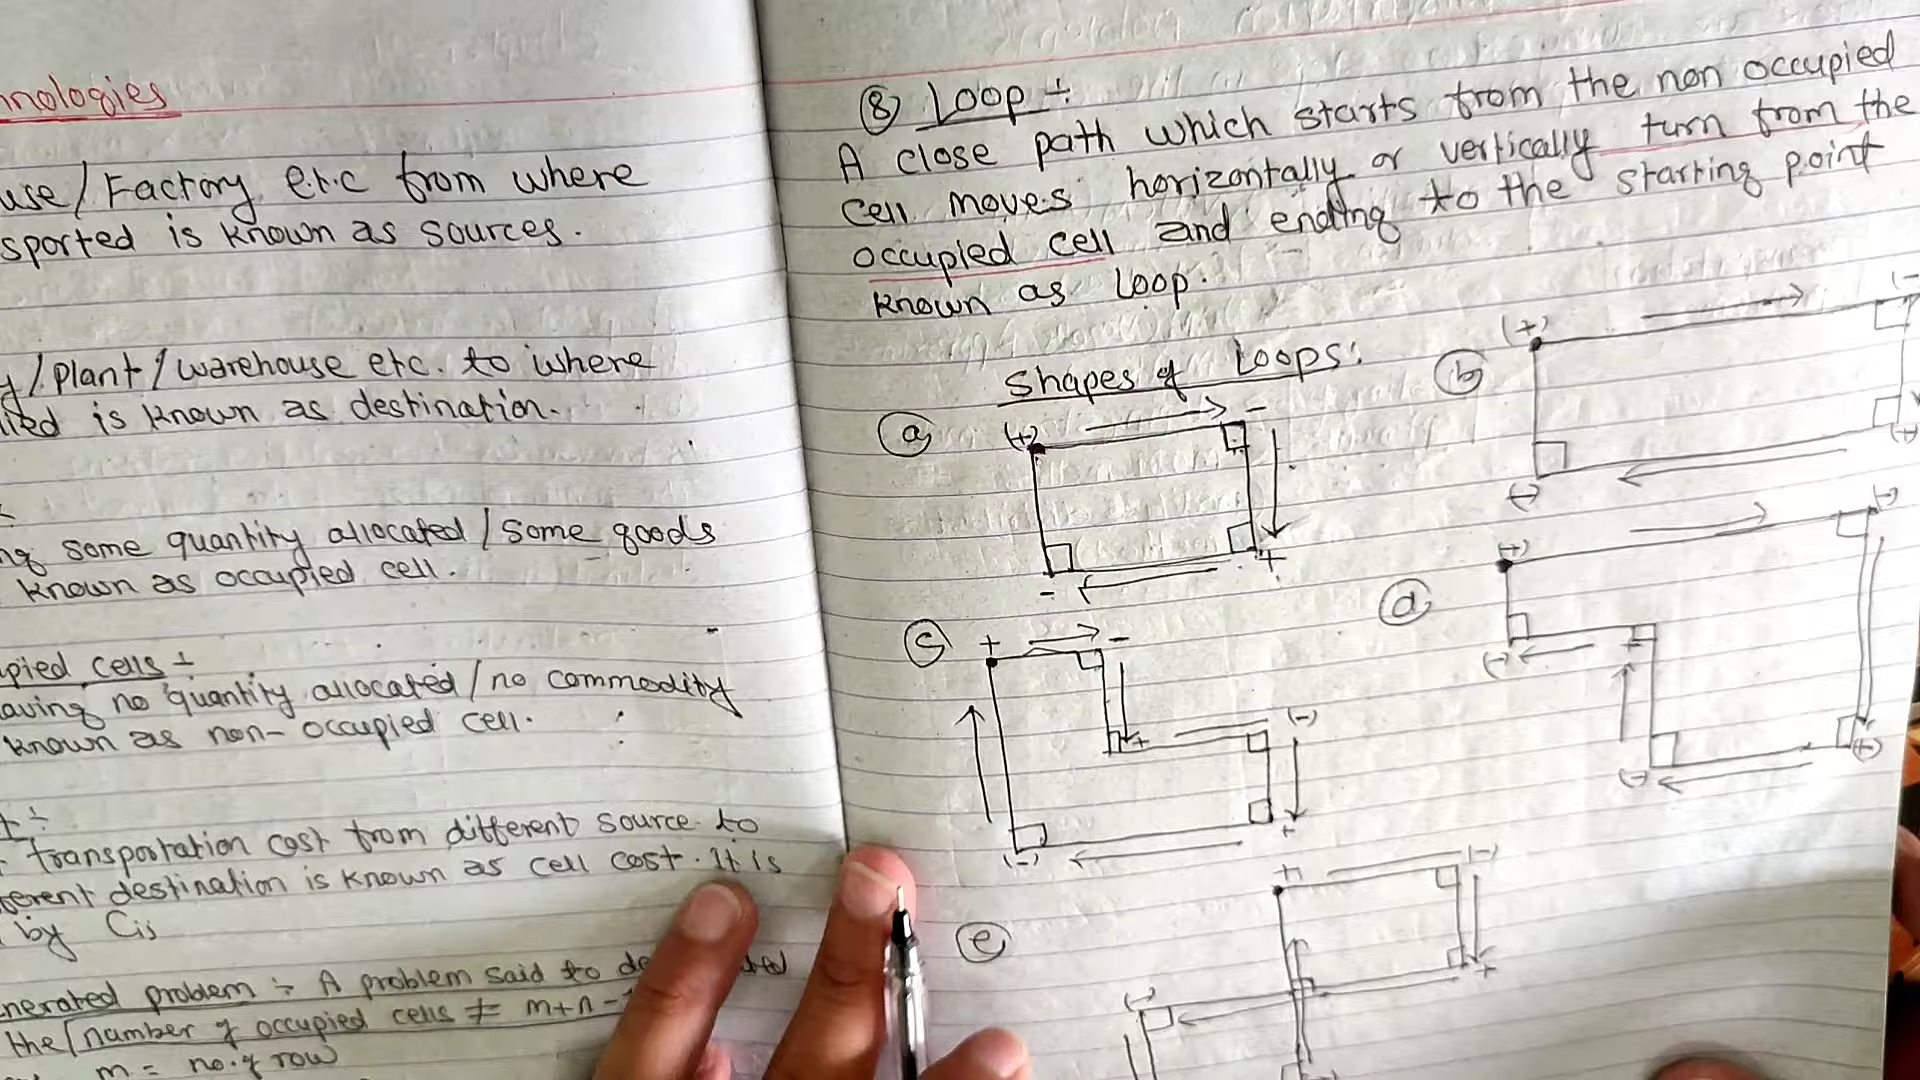 nologies
use/Factory etc from where
sported is known as sources.
/Plant/warehouse etc. to where
lied is known as destination.
ng some quantity allocated/some goods
known as occupied cell.
pied cells ÷
aving no quantity allocated/no commodity
known as non-occupied cell.
transportation cost from different source to
erent destination is known as cell cost. It is
by Cij
nerated problem ÷ A problem said to de
the number of occupied cells ≠ m+n-
m = no. of row
⑧ Loop ÷
A close path which starts from the non occupied
cell moves horizontally or vertically turn from the
occupied cell and ending to the starting point
known as Loop.
Shapes of Loops:
(a) (+) - + -
(b) (+) (-) (+) (-)
(c) + - + (-) + (-)
(d) (+) (-) (+) (-) + (-)
(e) + (-) + (-)